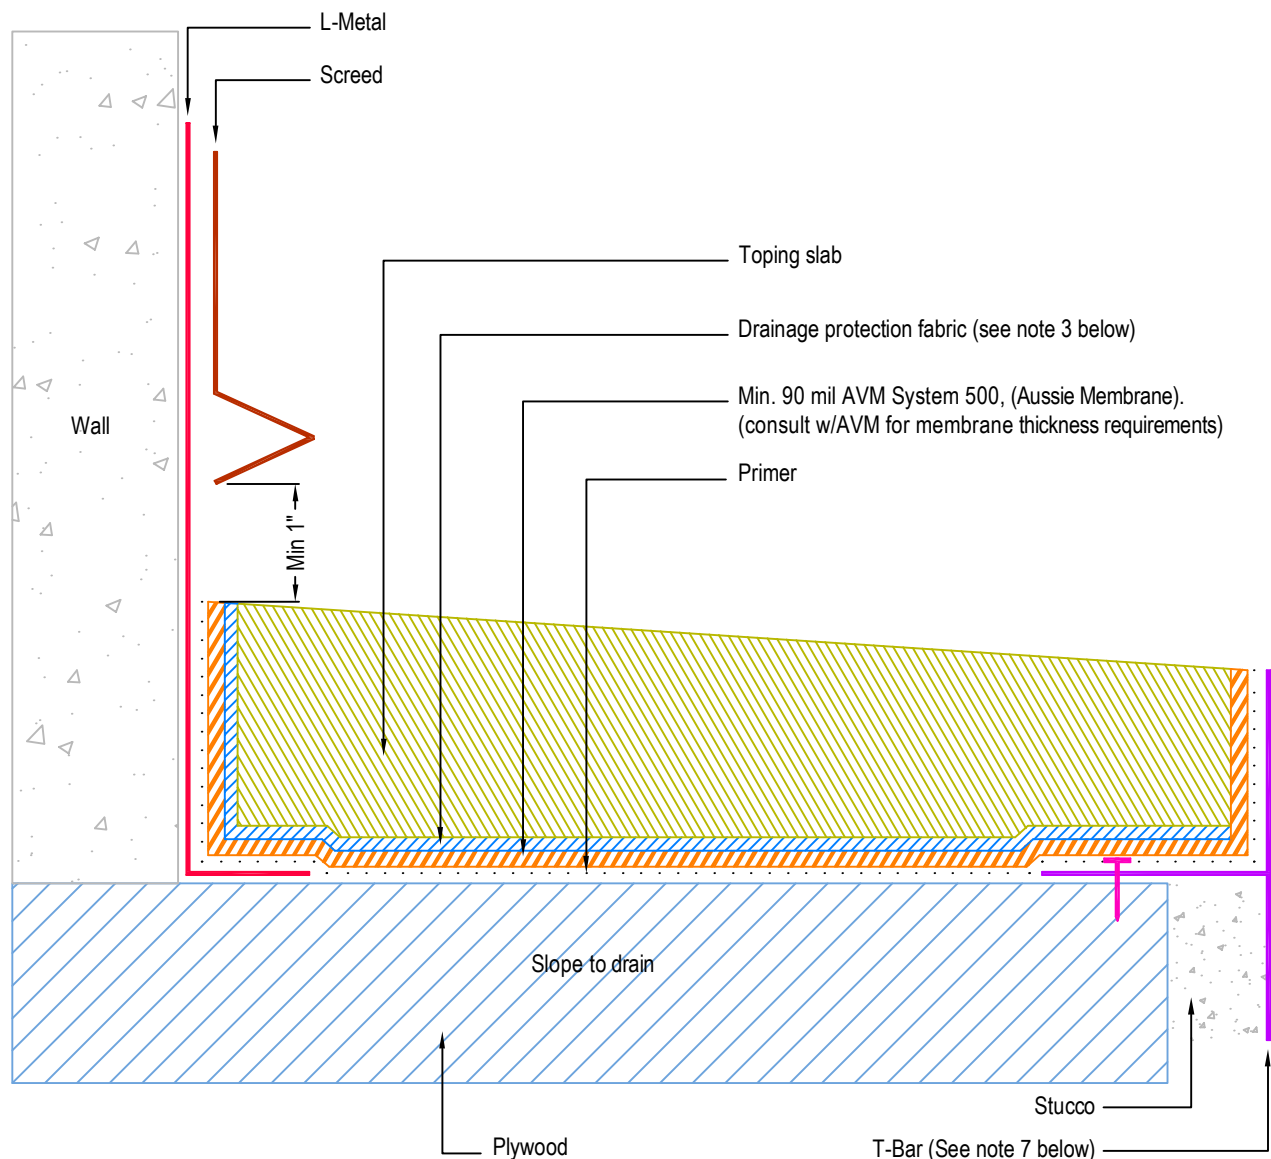 L-Metal
Screed
Toping slab
Drainage protection fabric (see note 3 below)
Min. 90 mil AVM System 500, (Aussie Membrane).
(consult w/AVM for membrane thickness requirements)
Wall
Primer
Min 1"
Slope to drain
Stucco
Plywood
T-Bar (See note 7 below)